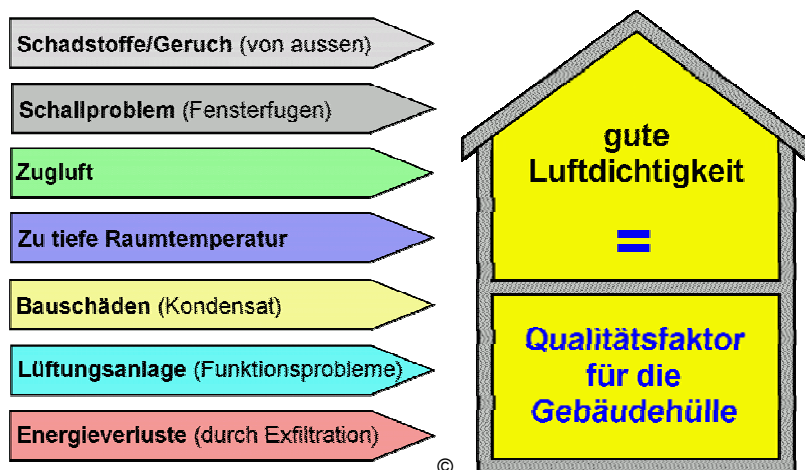 Schadstoffe/Geruch (von aussen)
Schallproblem (Fensterfugen)
Zugluft
Zu tiefe Raumtemperatur
Bauschäden (Kondensat)
Lüftungsanlage (Funktionsprobleme)
Energieverluste (durch Exfiltration)
gute
Luftdichtigkeit
=
Qualitätsfaktor
für die
Gebäudehülle
©